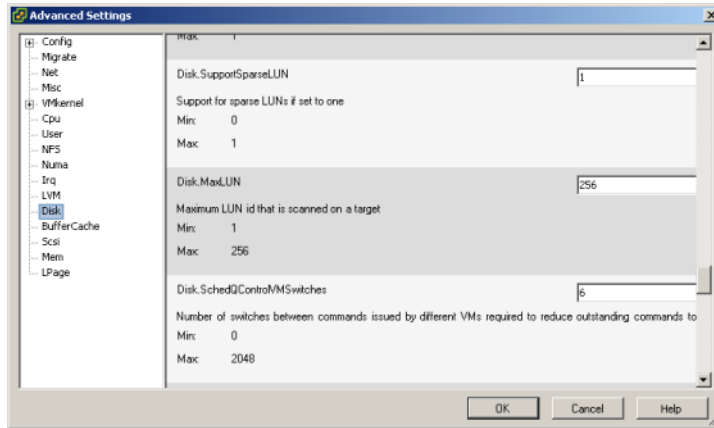 Advanced Settings
Config
Migrate
Net
Misc
VMkernel
Cpu
User
NFS
Numa
Irq
LVM
Disk
BufferCache
Scsi
Mem
LPage
Max: 1
Disk.SupportSparseLUN 1
Support for sparse LUNs if set to one
Min: 0
Max: 1
Disk.MaxLUN 256
Maximum LUN id that is scanned on a target
Min: 1
Max: 256
Disk.SchedQControlVMSwitches 6
Number of switches between commands issued by different VMs required to reduce outstanding commands to
Min: 0
Max: 2048
OK Cancel Help